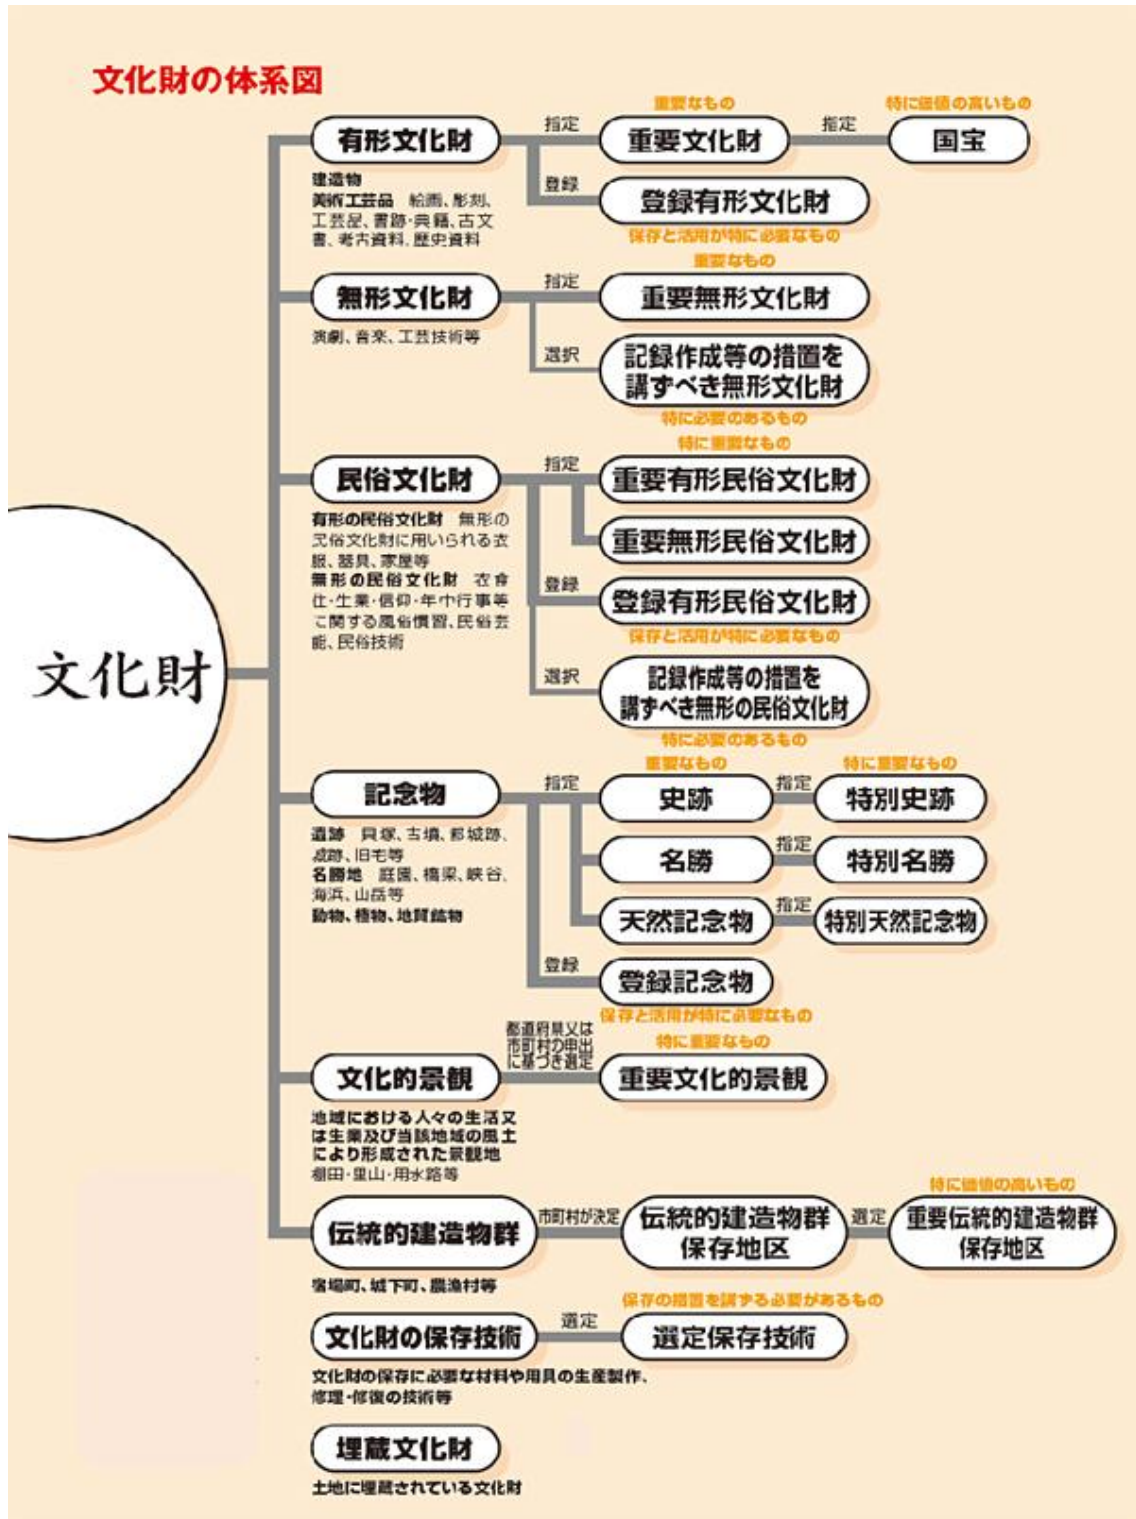 文化財の体系図
重要なもの
特に価値の高いもの
有形文化財
指定
重要文化財
指定
国宝
建造物
美術工芸品 絵画、彫刻、
工芸品、書跡・典籍、古文
書、考古資料、歴史資料
登録
登録有形文化財
保存と活用が特に必要なもの
重要なもの
無形文化財
指定
重要無形文化財
演劇、音楽、工芸技術等
選択
記録作成等の措置を
講ずべき無形文化財
特に必要のあるもの
特に重要なもの
民俗文化財
指定
重要有形民俗文化財
有形の民俗文化財 無形の
民俗文化財に用いられる衣
服、器具、家屋等
無形の民俗文化財 衣食
住・生業・信仰・年中行事等
に関する風俗慣習、民俗芸
能、民俗技術
重要無形民俗文化財
登録
登録有形民俗文化財
保存と活用が特に必要なもの
選択
記録作成等の措置を
講ずべき無形の民俗文化財
特に必要のあるもの
文化財
重要なもの
特に重要なもの
記念物
指定
史跡
指定
特別史跡
遺跡 貝塚、古墳、都城跡、
城跡、旧宅等
名勝地 庭園、橋梁、峡谷、
海浜、山岳等
動物、植物、地質鉱物
名勝
指定
特別名勝
天然記念物
指定
特別天然記念物
登録
登録記念物
保存と活用が特に必要なもの
都道府県又は
市町村の申出
に基づき選定
特に重要なもの
文化的景観
重要文化的景観
地域における人々の生活又
は生業及び当該地域の風土
により形成された景観地
棚田・里山・用水路等
特に価値の高いもの
伝統的建造物群
市町村が決定
伝統的建造物群
保存地区
選定
重要伝統的建造物群
保存地区
宿場町、城下町、農漁村等
保存の措置を講ずる必要があるもの
文化財の保存技術
選定
選定保存技術
文化財の保存に必要な材料や用具の生産製作、
修理・修復の技術等
埋蔵文化財
土地に埋蔵されている文化財